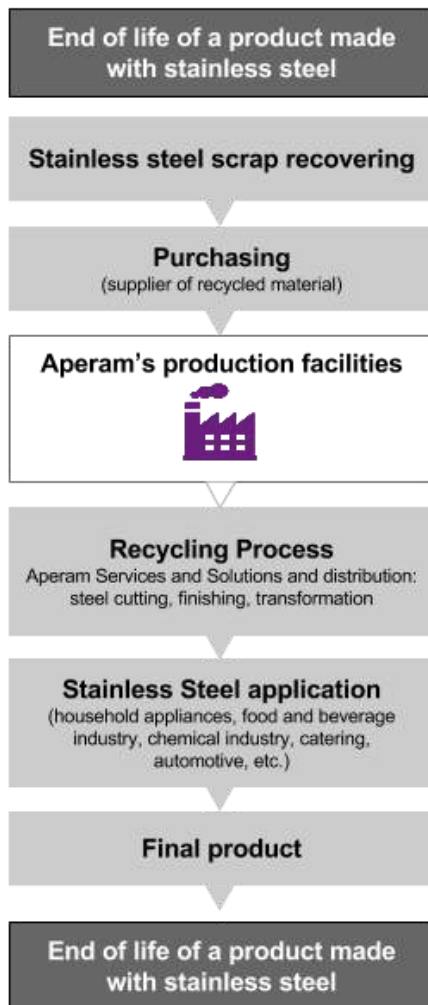 End of life of a product made
with stainless steel
Stainless steel scrap recovering
Purchasing
(supplier of recycled material)
Aperam's production facilities
Recycling Process
Aperam Services and Solutions and distribution:
steel cutting, finishing, transformation
Stainless Steel application
(household appliances, food and beverage
industry, chemical industry, catering,
automotive, etc.)
Final product
End of life of a product made
with stainless steel